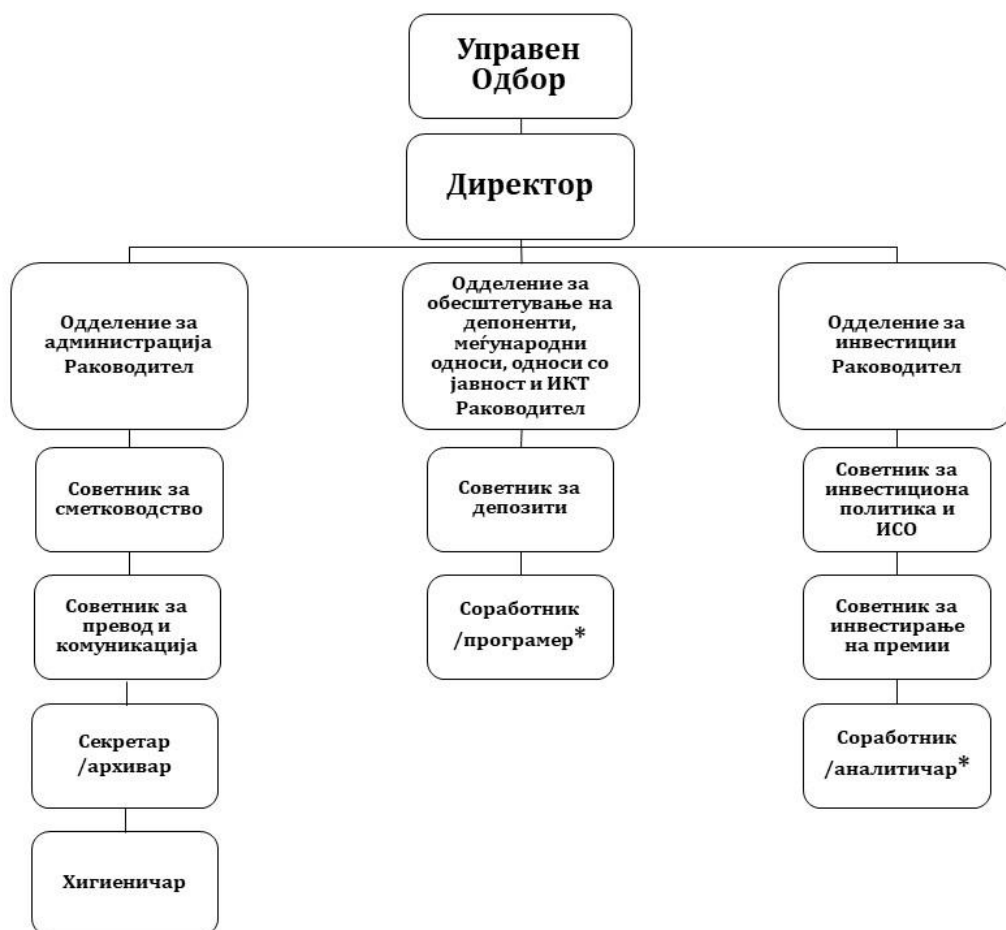 Управен
Одбор
Директор
Одделение за
администрација
Раководител
Советник за
сметководство
Советник за
превод и
комуникација
Секретар
/архивар
Хигиеничар
Одделение за
обесштетување на
депоненти,
меѓународни
односи, односи со
јавност и ИКТ
Раководител
Советник за
депозити
Соработник
/програмер*
Одделение за
инвестиции
Раководител
Советник за
инвестициона
политика и
ИСО
Советник за
инвестирање
на премии
Соработник
/аналитичар*